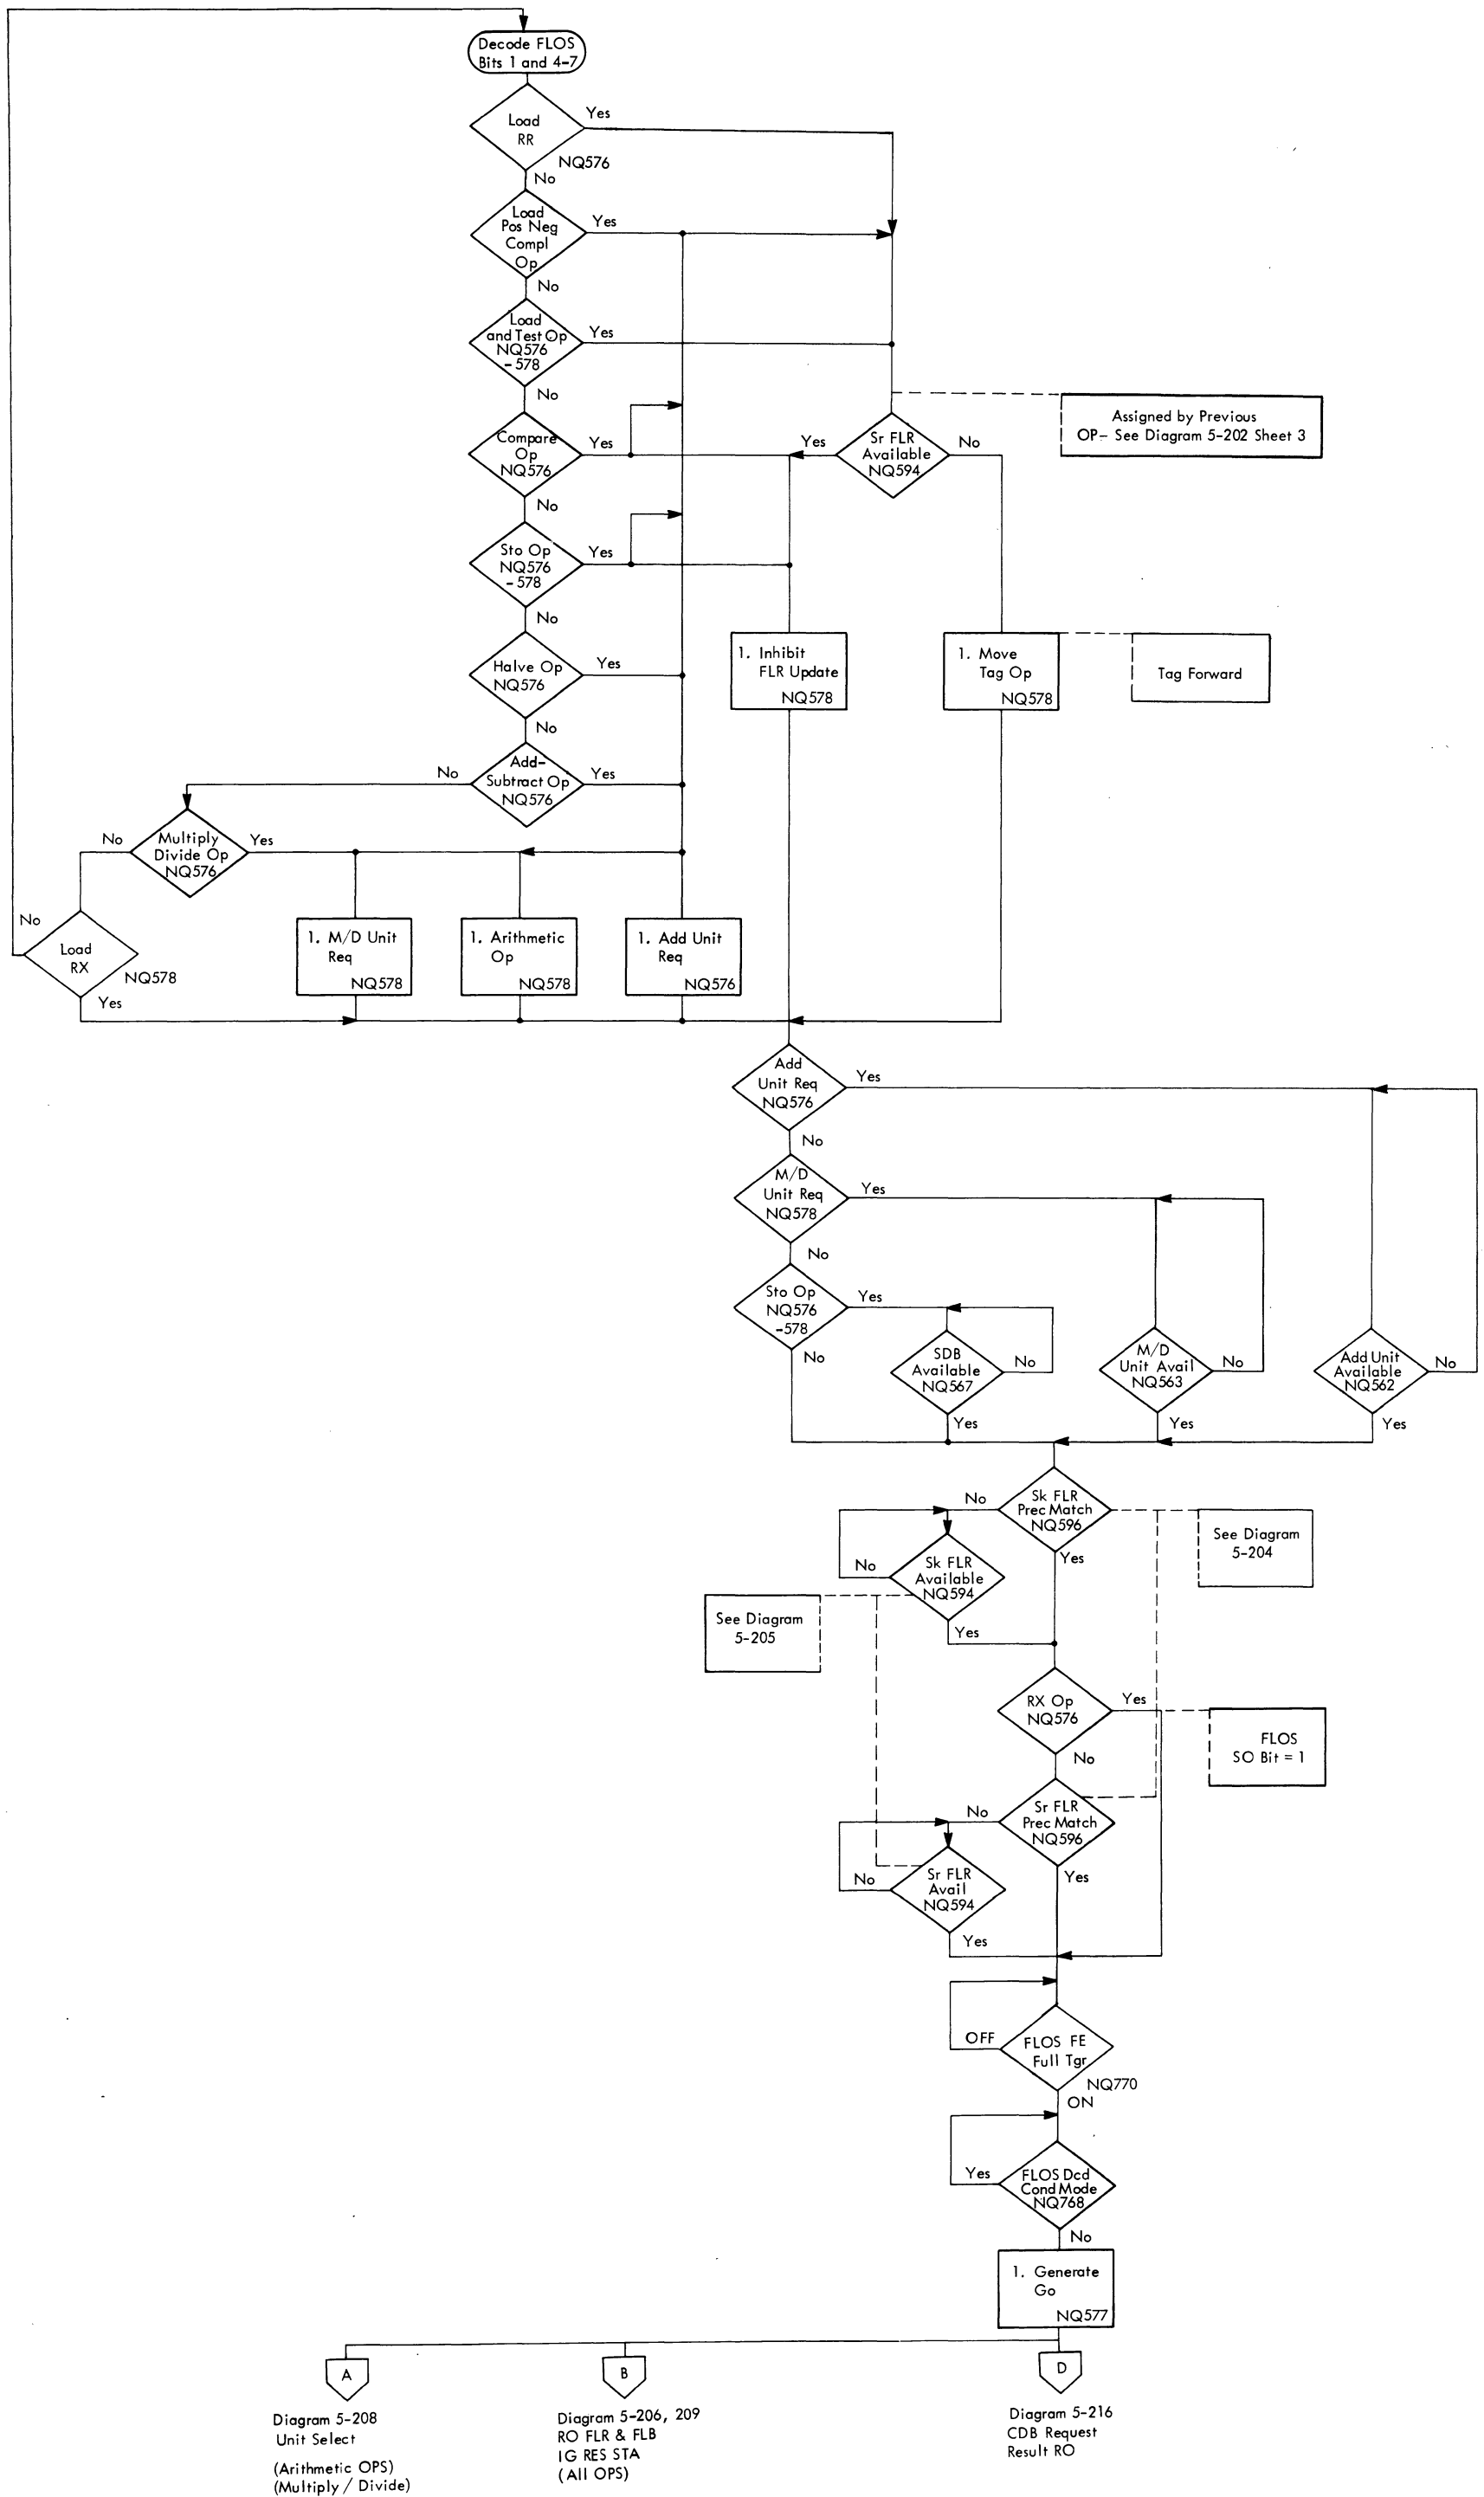 Decode FLOS
Bits 1 and 4-7
Load
RR
Yes
NQ576
No
Load
Pos Neg
Compl
Op
Yes
No
Load
and Test Op
NQ576
-578
Yes
No
Compare
Op
NQ576
Yes
No
Sr FLR
Available
NQ594
Yes
No
Assigned by Previous
OP- See Diagram 5-202 Sheet 3
Sto Op
NQ576
-578
Yes
No
Halve Op
NQ576
Yes
No
1. Inhibit
FLR Update
NQ578
1. Move
Tag Op
NQ578
Tag Forward
Add-
Subtract Op
NQ576
No
Yes
Multiply
Divide Op
NQ576
No
Yes
Load
RX
NQ578
No
Yes
1. M/D Unit
Req
NQ578
1. Arithmetic
Op
NQ578
1. Add Unit
Req
NQ576
Add
Unit Req
NQ576
Yes
No
M/D
Unit Req
NQ578
Yes
No
Sto Op
NQ576
-578
Yes
No
SDB
Available
NQ567
No
Yes
M/D
Unit Avail
NQ563
No
Yes
Add Unit
Available
NQ562
No
Yes
Sk FLR
Prec Match
NQ596
No
Yes
See Diagram
5-204
Sk FLR
Available
NQ594
No
Yes
See Diagram
5-205
RX Op
NQ576
Yes
No
FLOS
SO Bit = 1
Sr FLR
Prec Match
NQ596
No
Yes
Sr FLR
Avail
NQ594
No
Yes
FLOS FE
Full Tgr
OFF
NQ770
ON
FLOS Dcd
Cond Mode
NQ768
Yes
No
1. Generate
Go
NQ577
A
B
D
Diagram 5-208
Unit Select
(Arithmetic OPS)
(Multiply / Divide)
Diagram 5-206, 209
RO FLR & FLB
IG RES STA
(All OPS)
Diagram 5-216
CDB Request
Result RO